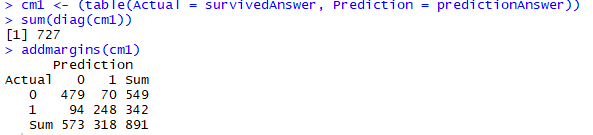 > cm1 <- (table(Actual = survivedAnswer, Prediction = predictionAnswer))
> sum(diag(cm1))
[1] 727
> addmargins(cm1)
Prediction
Actual 0 1 Sum
0 479 70 549
1 94 248 342
Sum 573 318 891